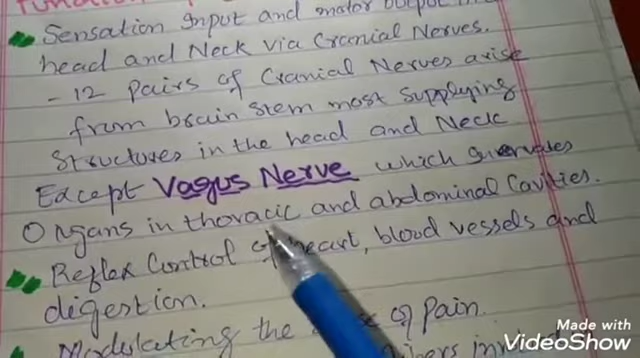 Sensation Input and motor output
head and Neck via Cranial Nerves.
- 12 pairs of Cranial Nerves arise
from brain stem most supplying
structures in the head and Neck
Except Vagus Nerve which
Organs in thoracic and abdominal Cavities.
Reflex Control of heart, blood vessels and
digestion.
Modulating the of Pain.
Made with
VideoShow